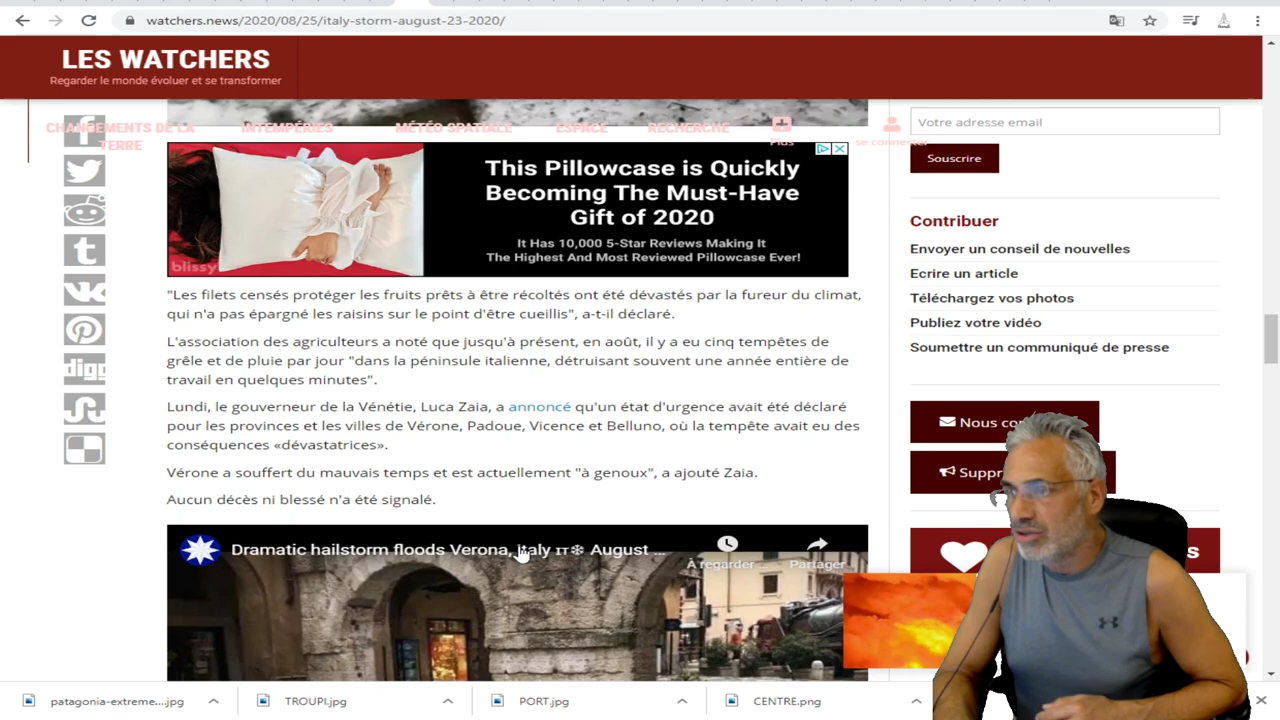 watchers.news/2020/08/25/italy-storm-august-23-2020/
LES WATCHERS
Regarder le monde évoluer et se transformer
CHANGEMENTS DE LA
TERRE
INTEMPÉRIES
MÉTÉO SPATIALE
ESPACE
RECHERCHE
Plus
se connecter
This Pillowcase is Quickly
Becoming The Must-Have
Gift of 2020
It Has 10,000 5-Star Reviews Making It
The Highest And Most Reviewed Pillowcase Ever!
blissy
"Les filets censés protéger les fruits prêts à être récoltés ont été dévastés par la fureur du climat,
qui n'a pas épargné les raisins sur le point d'être cueillis", a-t-il déclaré.
L'association des agriculteurs a noté que jusqu'à présent, en août, il y a eu cinq tempêtes de
grêle et de pluie par jour "dans la péninsule italienne, détruisant souvent une année entière de
travail en quelques minutes".
Lundi, le gouverneur de la Vénétie, Luca Zaia, a annoncé qu'un état d'urgence avait été déclaré
pour les provinces et les villes de Vérone, Padoue, Vicence et Belluno, où la tempête avait eu des
conséquences «dévastatrices».
Vérone a souffert du mauvais temps et est actuellement "à genoux", a ajouté Zaia.
Aucun décès ni blessé n'a été signalé.
Dramatic hailstorm floods Verona, Italy IT❄ August ...
À regarder
Partager
digg
Votre adresse email
Souscrire
Contribuer
Envoyer un conseil de nouvelles
Ecrire un article
Téléchargez vos photos
Publiez votre vidéo
Soumettre un communiqué de presse
Nous
patagonia-extreme....jpg
TROUPI.jpg
PORT.jpg
CENTRE.png